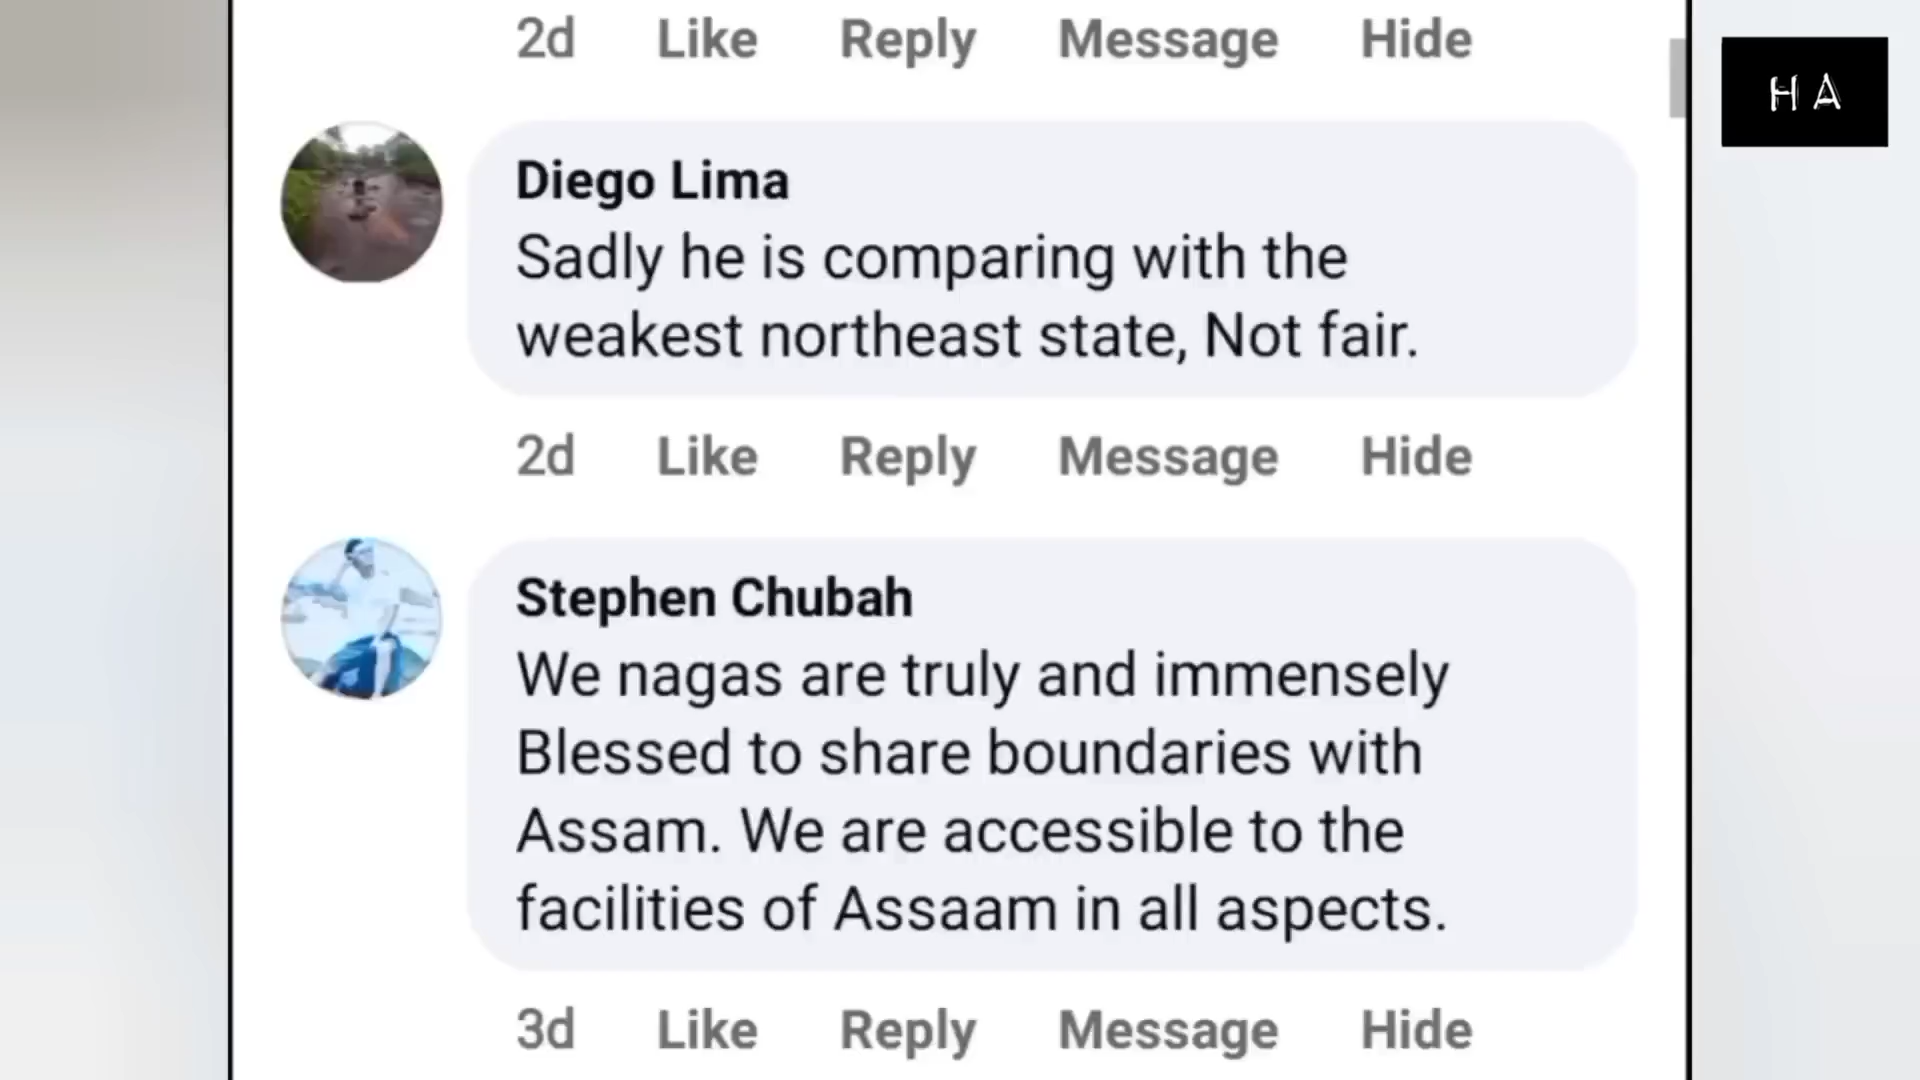 2d Like Reply Message Hide
H A
Diego Lima
Sadly he is comparing with the
weakest northeast state, Not fair.
2d Like Reply Message Hide
Stephen Chubah
We nagas are truly and immensely
Blessed to share boundaries with
Assam. We are accessible to the
facilities of Assaam in all aspects.
3d Like Reply Message Hide